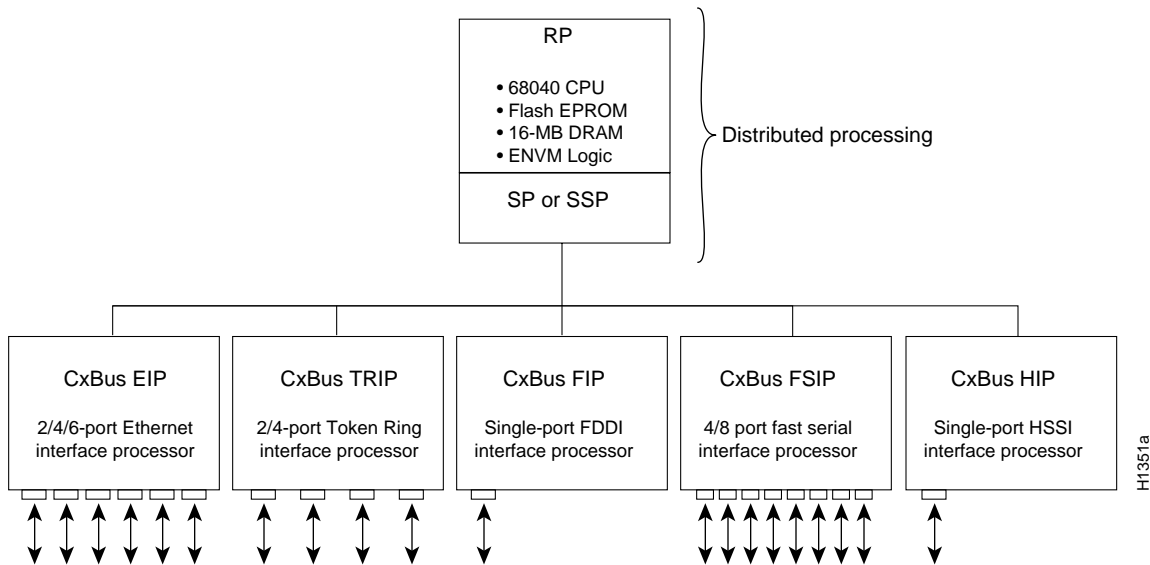 RP
• 68040 CPU
• Flash EPROM
• 16-MB DRAM
• ENVM Logic
Distributed processing
SP or SSP
CxBus EIP
2/4/6-port Ethernet
interface processor
CxBus TRIP
2/4-port Token Ring
interface processor
CxBus FIP
Single-port FDDI
interface processor
CxBus FSIP
4/8 port fast serial
interface processor
CxBus HIP
Single-port HSSI
interface processor
H1351a